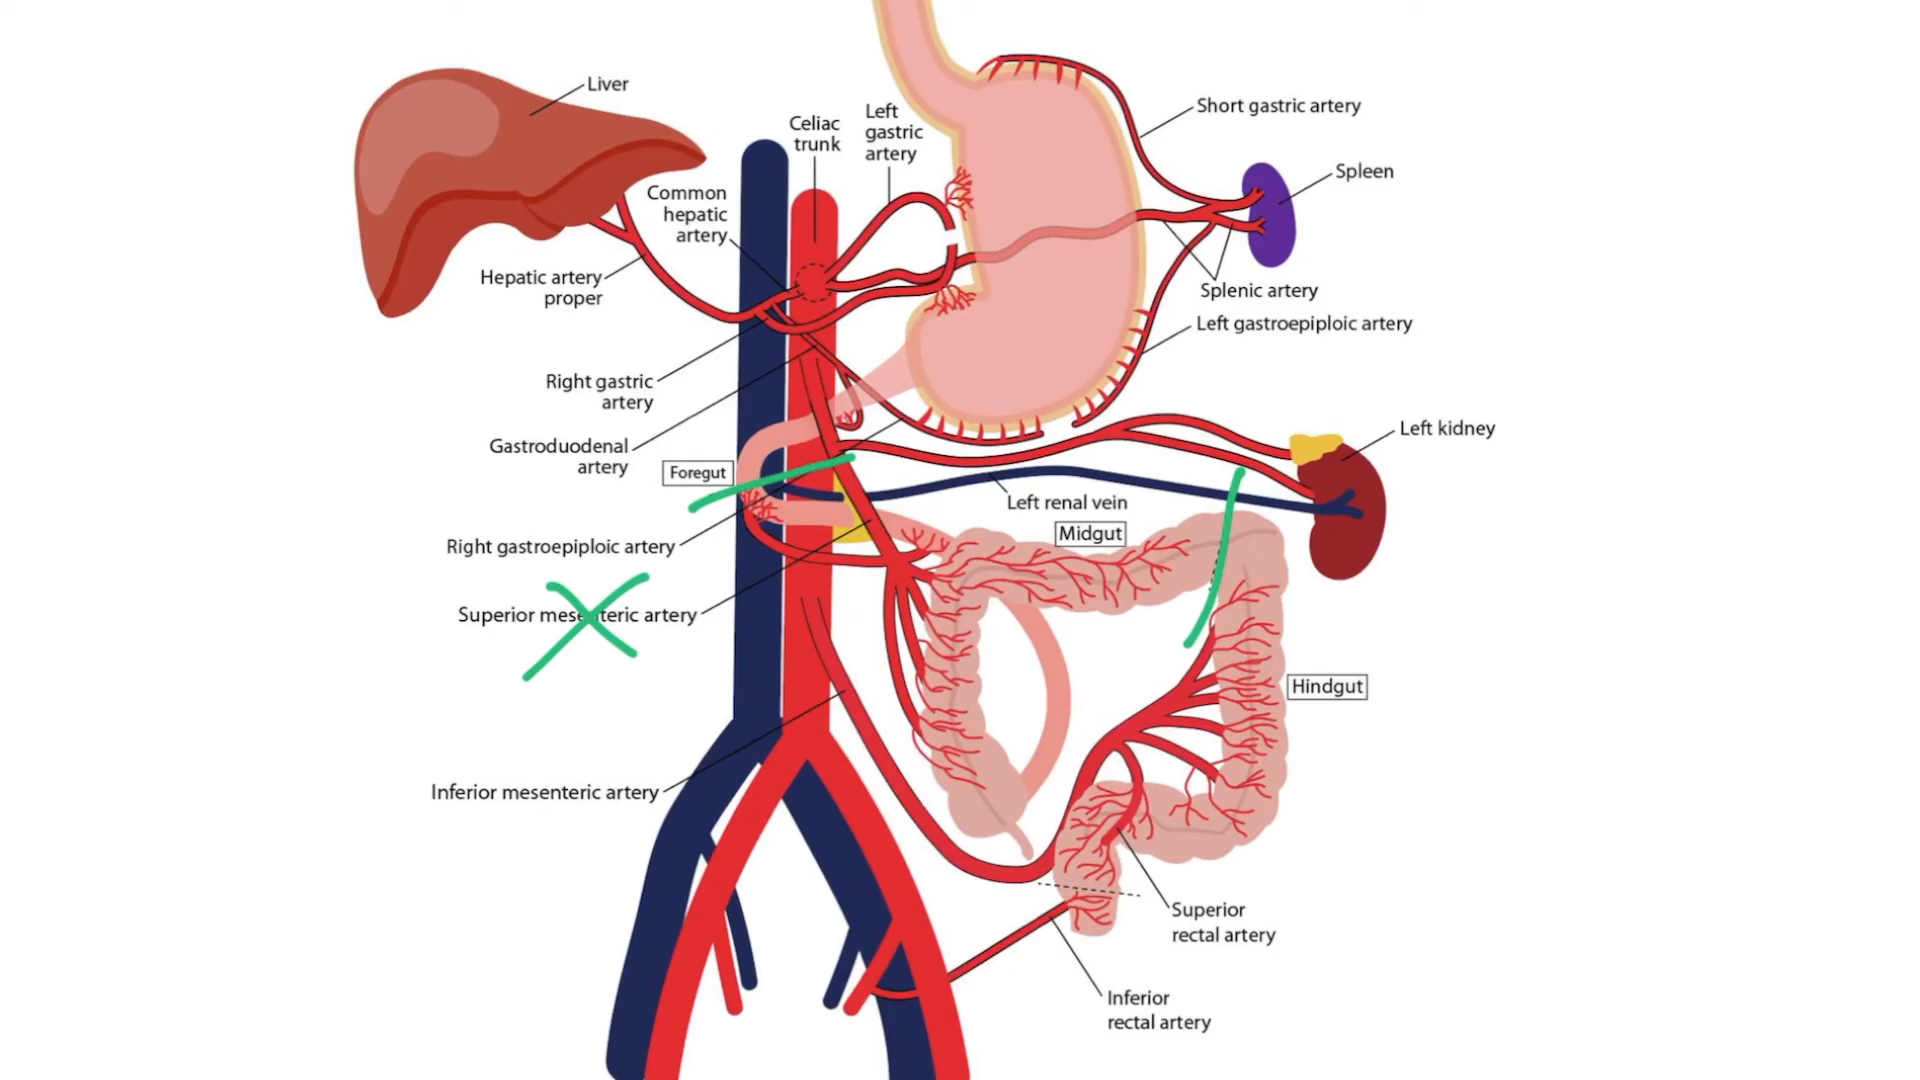 Liver
Celiac
trunk
Left
gastric
artery
Short gastric artery
Spleen
Common
hepatic
artery
Hepatic artery
proper
Splenic artery
Left gastroepiploic artery
Right gastric
artery
Gastroduodenal
artery
Left kidney
Foregut
Left renal vein
Midgut
Right gastroepiploic artery
Superior mesenteric artery
Hindgut
Inferior mesenteric artery
Superior
rectal artery
Inferior
rectal artery